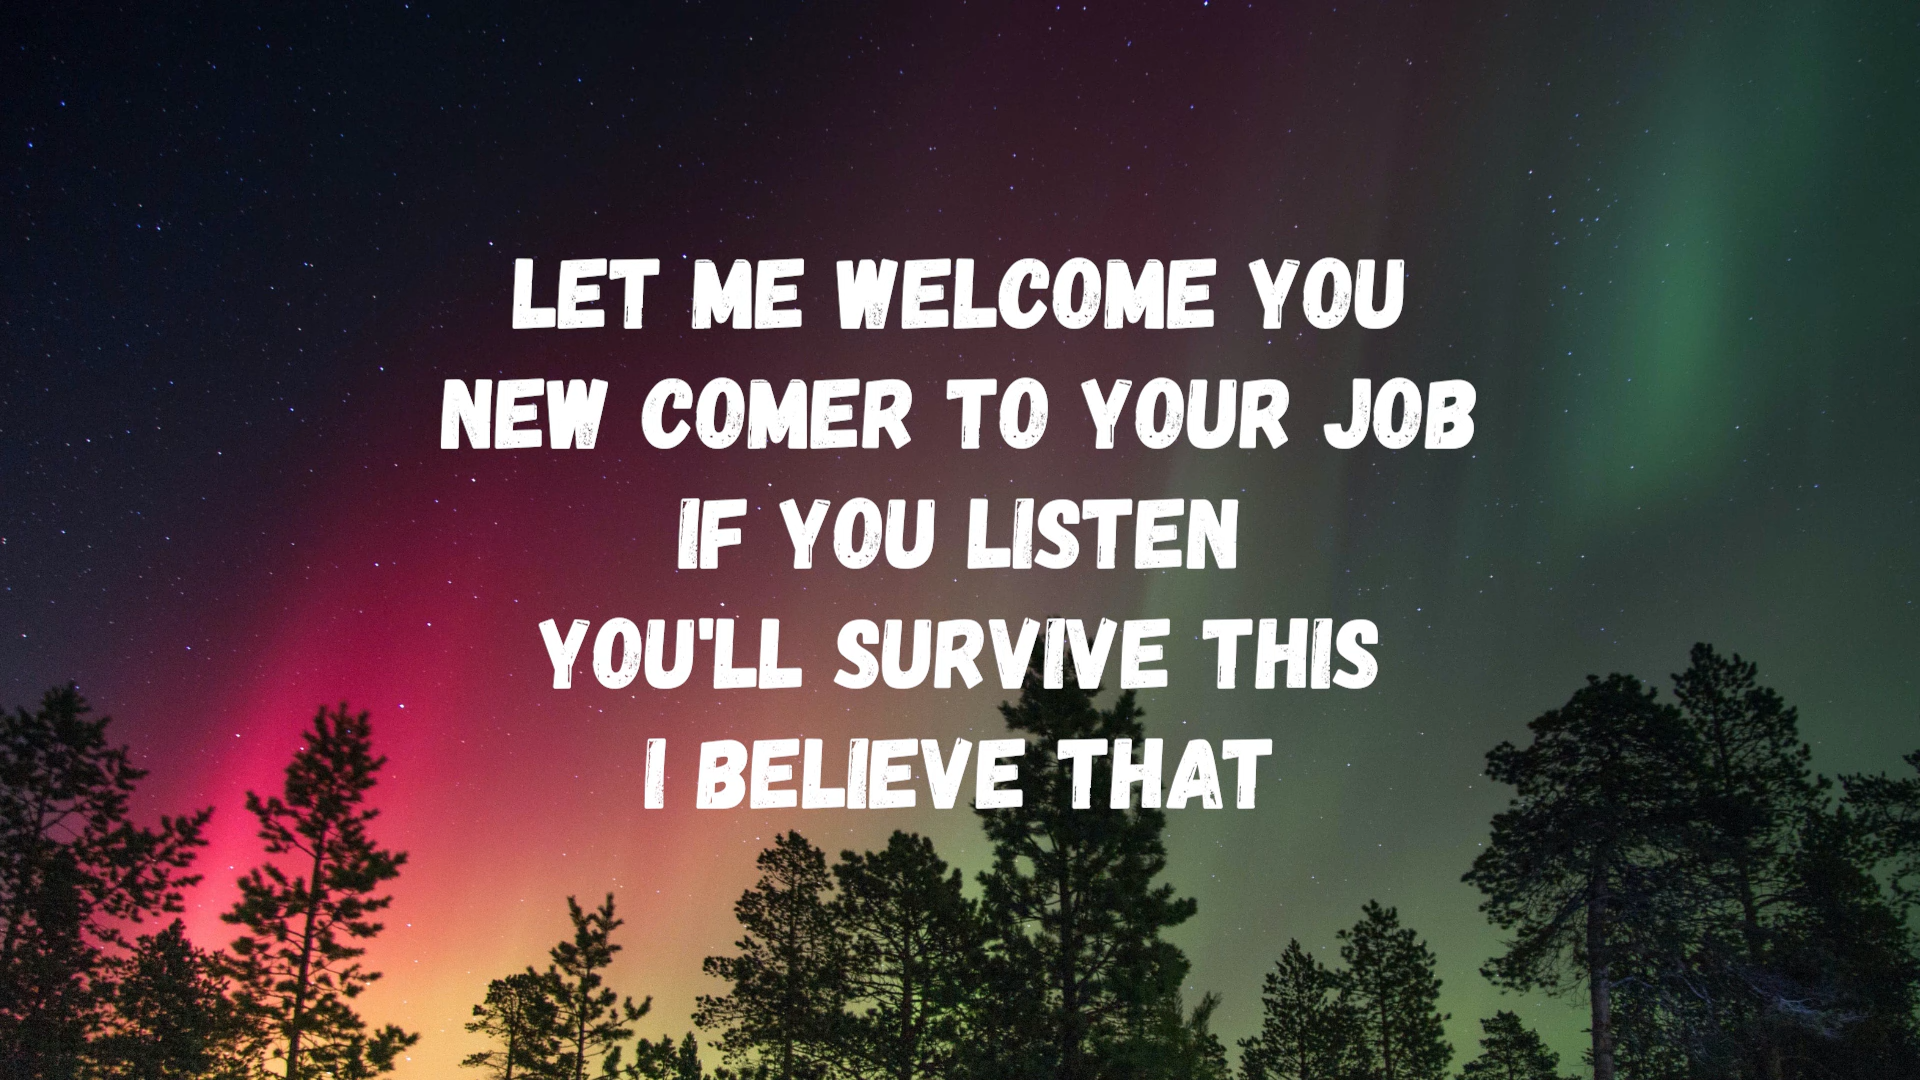 LET ME WELCOME YOU
NEW COMER TO YOUR JOB
IF YOU LISTEN
YOU'LL SURVIVE THIS
I BELIEVE THAT